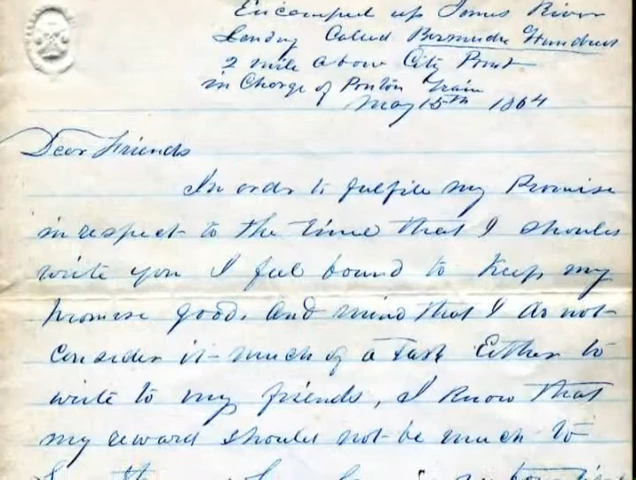 Encamped up James River
Landing Called Bermuda Hundred
2 mile above City Point
in Charge of Ponton Train
May 15th 1864
Dear Friends
In order to fulfile my Promise
in respect to the time that I should
write you I feel bound to Keep my
promise good. And mind that I do not
consider it much of a Task Either to
write to my friends, I Know that
my reward should not be much to